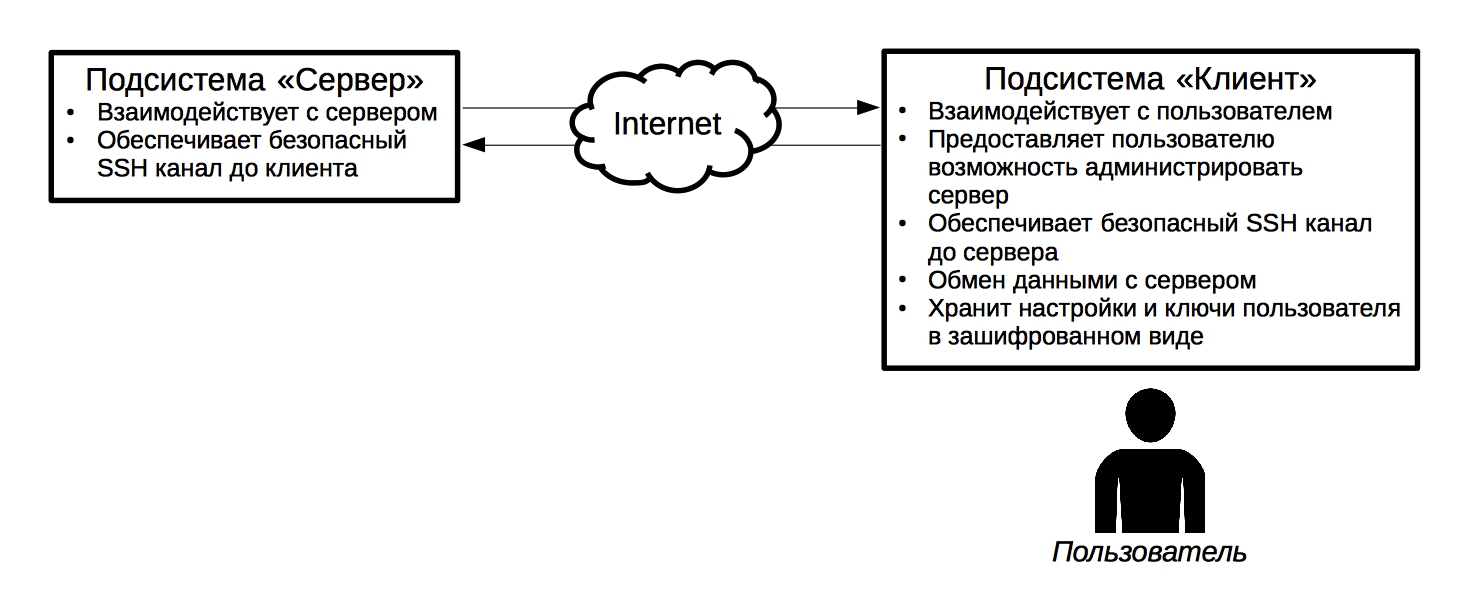 Подсистема «Сервер»
• Взаимодействует с сервером
• Обеспечивает безопасный
SSH канал до клиента
Internet
Подсистема «Клиент»
• Взаимодействует с пользователем
• Предоставляет пользователю
возможность администрировать
сервер
• Обеспечивает безопасный SSH канал
до сервера
• Обмен данными с сервером
• Хранит настройки и ключи пользователя
в зашифрованном виде
Пользователь